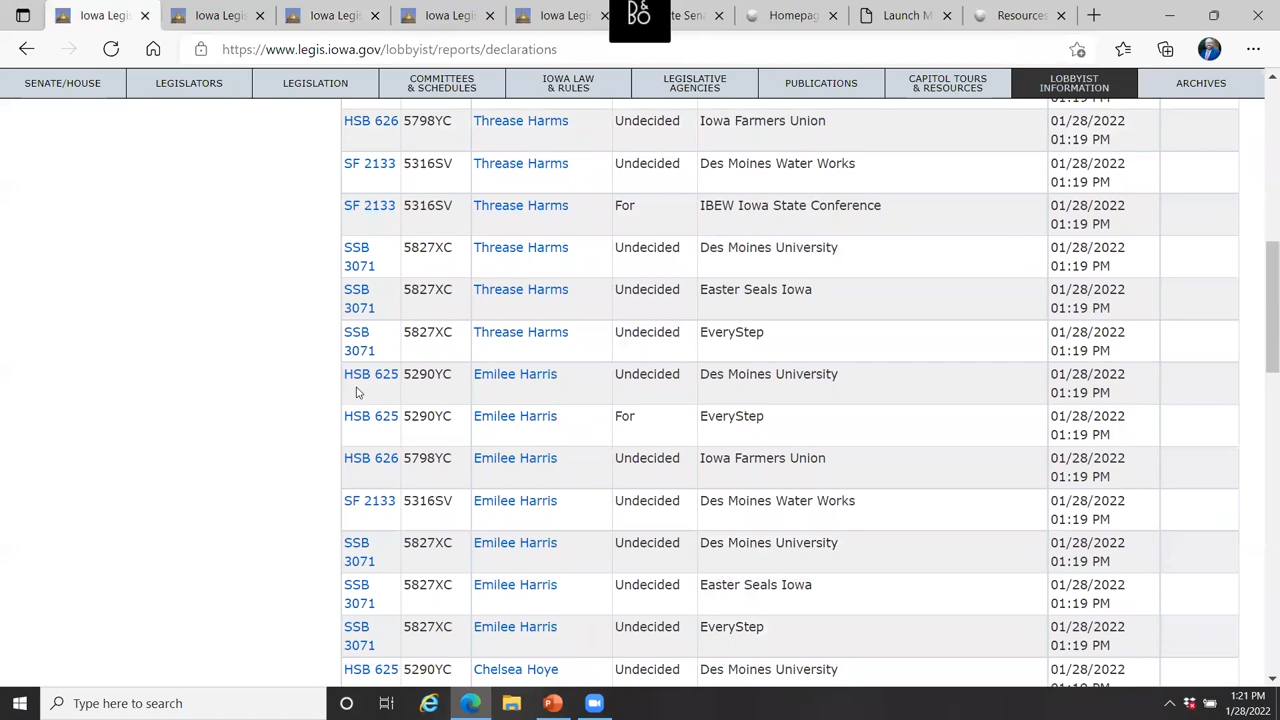 Iowa Legis
Iowa Legis
Iowa Legis
Iowa Legis
Iowa Legis
te Sen
Homepag
Launch M
Resources
B&
BO
https://www.legis.iowa.gov/lobbyist/reports/declarations
SENATE/HOUSE LEGISLATORS LEGISLATION COMMITTEES & SCHEDULES IOWA LAW & RULES LEGISLATIVE AGENCIES PUBLICATIONS CAPITOL TOURS & RESOURCES LOBBYIST INFORMATION ARCHIVES
01:19 PM
HSB 626 5798YC Threase Harms Undecided Iowa Farmers Union 01/28/2022
01:19 PM
SF 2133 5316SV Threase Harms Undecided Des Moines Water Works 01/28/2022
01:19 PM
SF 2133 5316SV Threase Harms For IBEW Iowa State Conference 01/28/2022
01:19 PM
SSB 5827XC Threase Harms Undecided Des Moines University 01/28/2022
3071 01:19 PM
SSB 5827XC Threase Harms Undecided Easter Seals Iowa 01/28/2022
3071 01:19 PM
SSB 5827XC Threase Harms Undecided EveryStep 01/28/2022
3071 01:19 PM
HSB 625 5290YC Emilee Harris Undecided Des Moines University 01/28/2022
01:19 PM
HSB 625 5290YC Emilee Harris For EveryStep 01/28/2022
01:19 PM
HSB 626 5798YC Emilee Harris Undecided Iowa Farmers Union 01/28/2022
01:19 PM
SF 2133 5316SV Emilee Harris Undecided Des Moines Water Works 01/28/2022
01:19 PM
SSB 5827XC Emilee Harris Undecided Des Moines University 01/28/2022
3071 01:19 PM
SSB 5827XC Emilee Harris Undecided Easter Seals Iowa 01/28/2022
3071 01:19 PM
SSB 5827XC Emilee Harris Undecided EveryStep 01/28/2022
3071 01:19 PM
HSB 625 5290YC Chelsea Hoye Undecided Des Moines University 01/28/2022
Type here to search
1:21 PM
1/28/2022